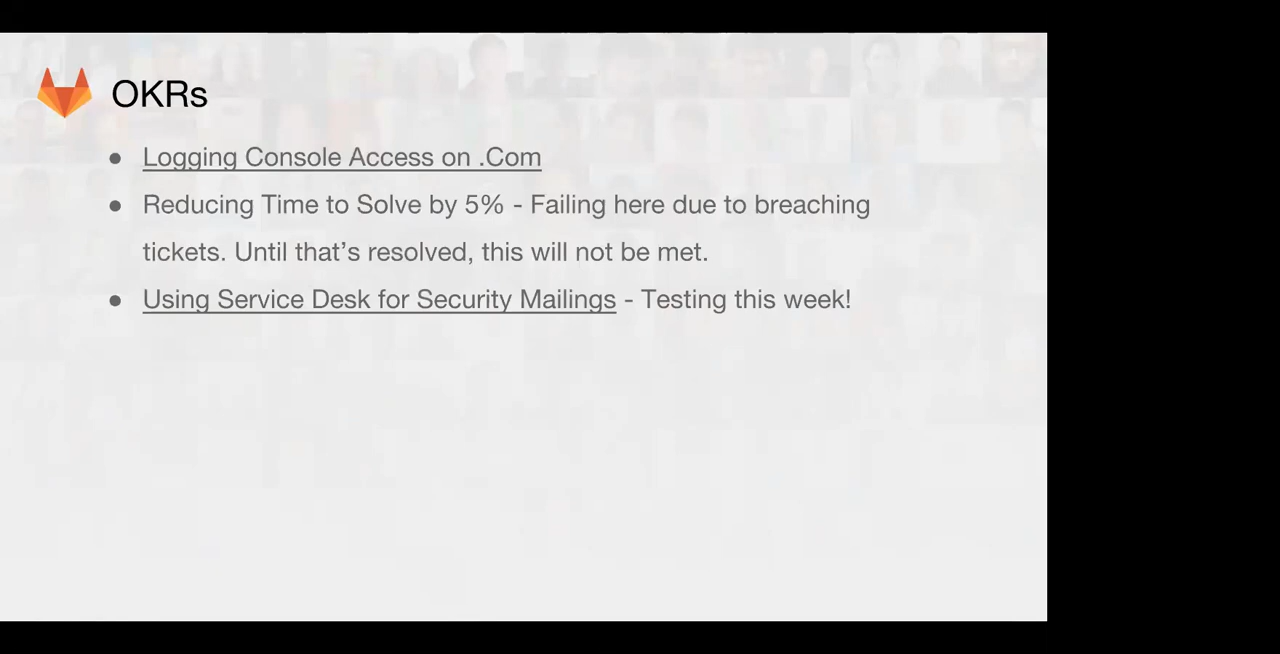 OKRs
● Logging Console Access on .Com
● Reducing Time to Solve by 5% - Failing here due to breaching
tickets. Until that’s resolved, this will not be met.
● Using Service Desk for Security Mailings - Testing this week!